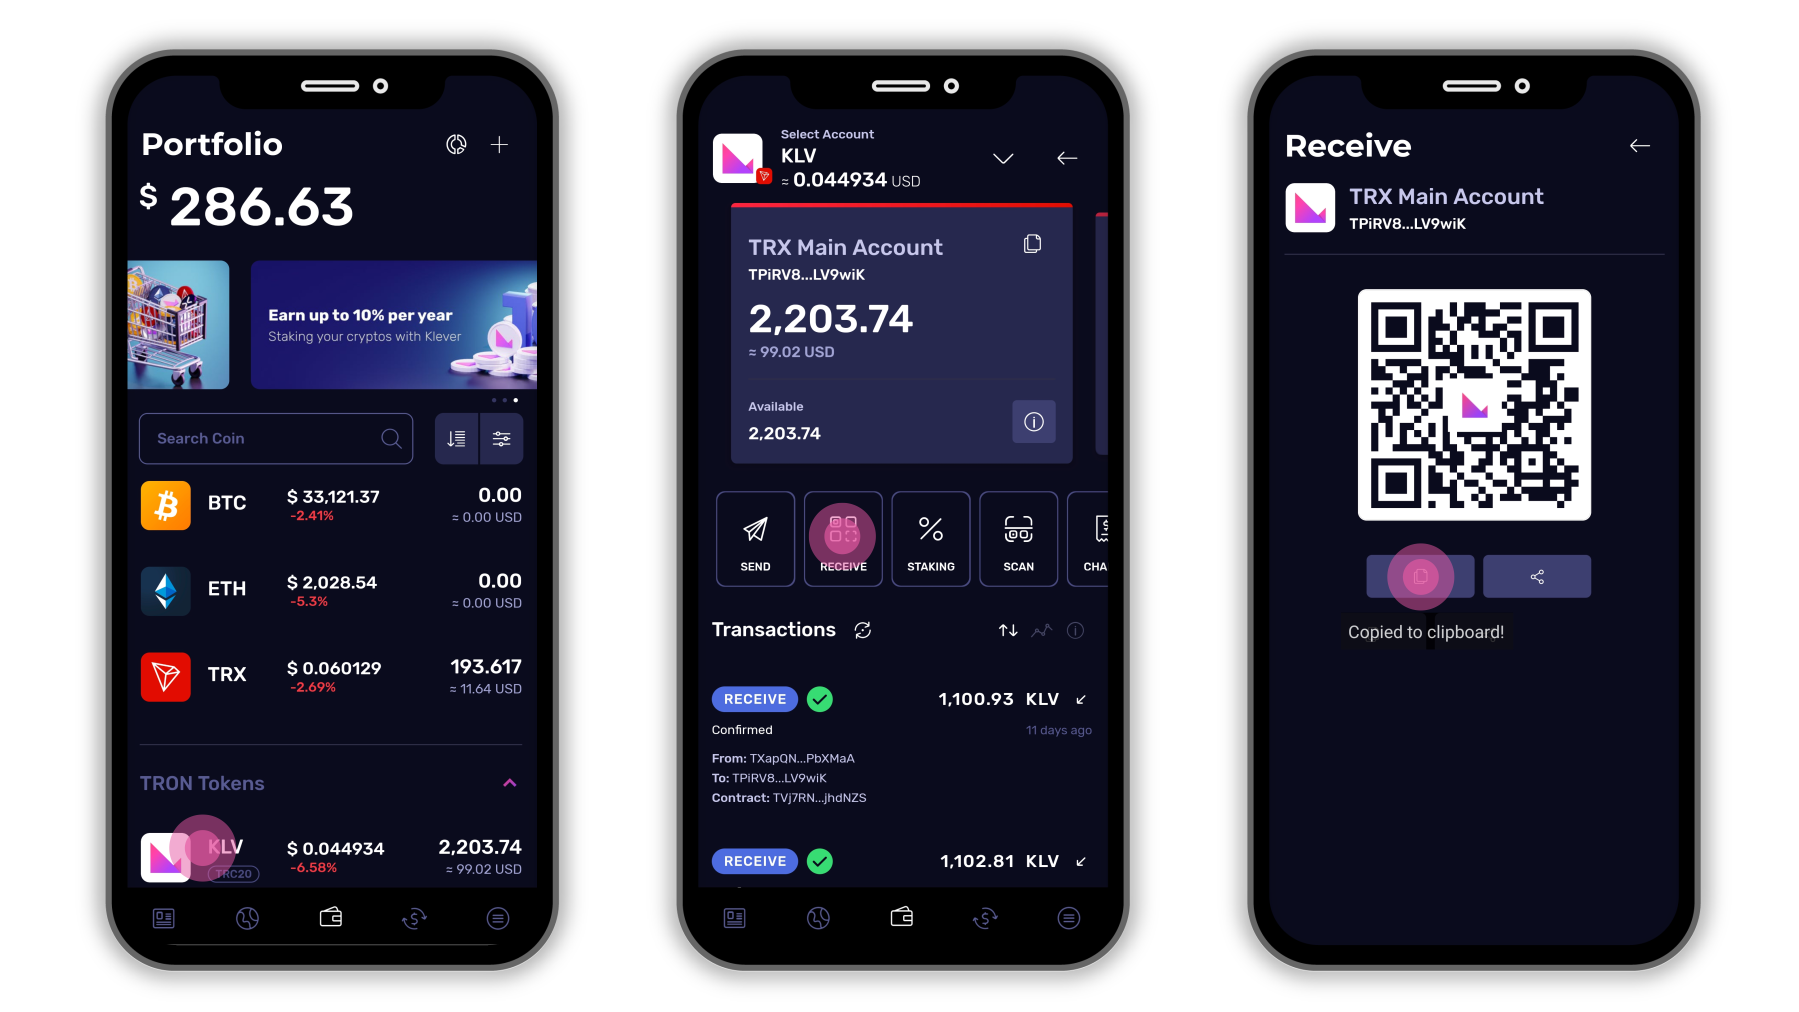 Portfolio
$ 286.63
Earn up to 10% per year
Staking your cryptos with Klever
Search Coin
BTC $ 33,121.37 0.00
-2.41% ≈ 0.00 USD
ETH $ 2,028.54 0.00
-5.3% ≈ 0.00 USD
TRX $ 0.060129 193.617
-2.69% ≈ 11.64 USD
TRON Tokens
KLV $ 0.044934 2,203.74
TRC20 -6.58% ≈ 99.02 USD
Select Account
KLV
≈ 0.044934 USD
TRX Main Account
TPiRV8...LV9wiK
2,203.74
≈ 99.02 USD
Available
2,203.74
SEND RECEIVE STAKING SCAN CHA
Transactions
RECEIVE 1,100.93 KLV
Confirmed 11 days ago
From: TXapQN...PbXMaA
To: TPiRV8...LV9wiK
Contract: TVj7RN...jhdNZS
RECEIVE 1,102.81 KLV
Receive
TRX Main Account
TPiRV8...LV9wiK
Copied to clipboard!